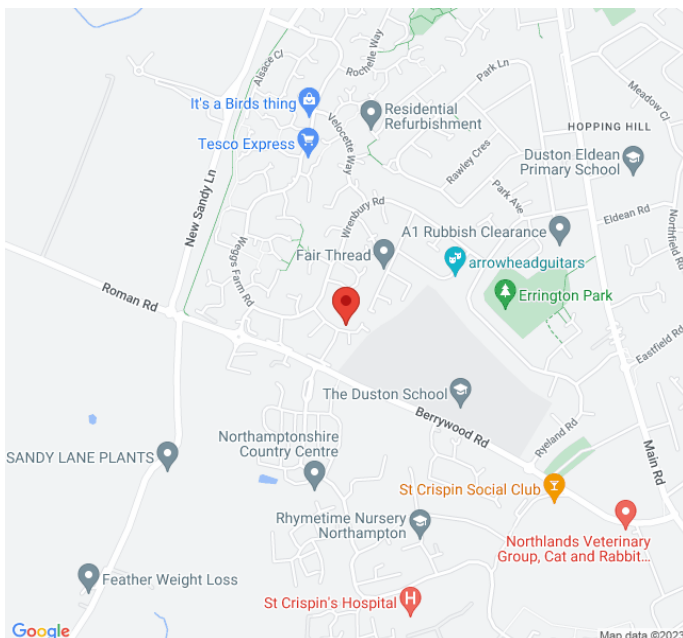 Alsace Cl
Rochelle Way
It's a Birds thing
Tesco Express
Residential
Refurbishment
Velocette Way
Park Ln
Meadow Cl
HOPPING HILL
Duston Eldean
Primary School
Rawley Cres
Park Ave
New Sandy Ln
Wrenbury Rd
A1 Rubbish Clearance
Eldean Rd
Northfield Rd
Fair Thread
arrowheadguitars
Weggs Farm Rd
Roman Rd
Errington Park
Eastfield Rd
The Duston School
Berrywood Rd
Ryeland Rd
Main Rd
Northamptonshire
Country Centre
SANDY LANE PLANTS
St Crispin Social Club
Rhymetime Nursery
Northampton
Northlands Veterinary
Group, Cat and Rabbit...
Feather Weight Loss
St Crispin's Hospital
H
Google